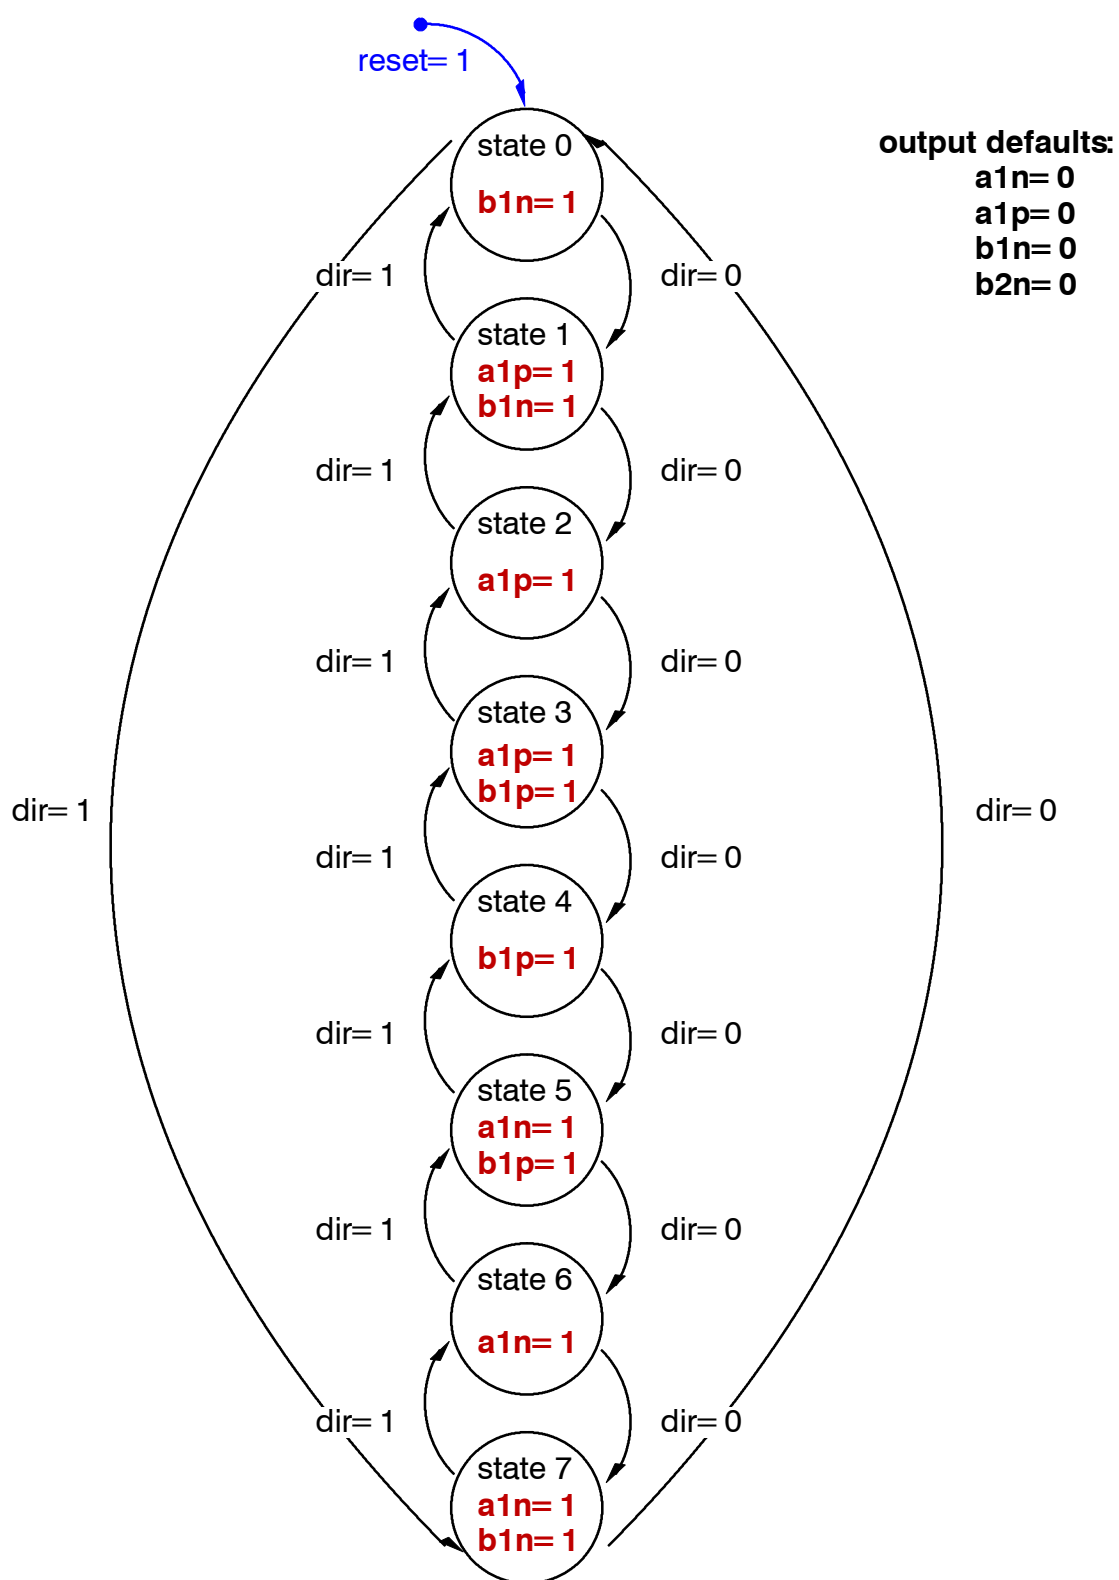 reset= 1
state 0
b1n= 1
output defaults:
a1n= 0
a1p= 0
b1n= 0
b2n= 0
dir= 1
dir= 0
state 1
a1p= 1
b1n= 1
dir= 1
dir= 0
state 2
a1p= 1
dir= 1
dir= 0
state 3
a1p= 1
b1p= 1
dir= 1
dir= 0
dir= 1
dir= 0
state 4
b1p= 1
dir= 1
dir= 0
state 5
a1n= 1
b1p= 1
dir= 1
dir= 0
state 6
a1n= 1
dir= 1
dir= 0
state 7
a1n= 1
b1n= 1